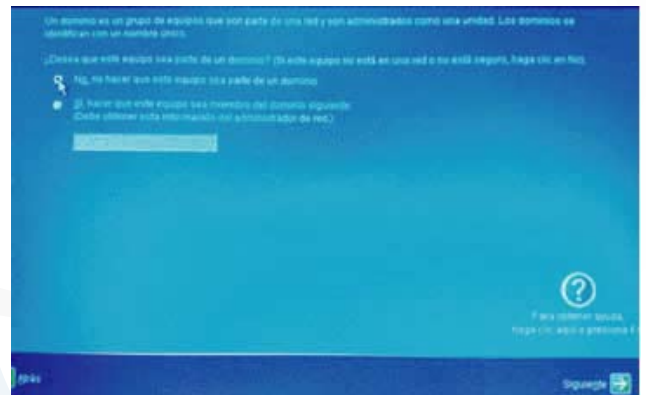 Un dominio es un grupo de equipos que son parte de una red y son administrados como una unidad. Los dominios se
identifican con un nombre único.
¿Desea que este equipo sea parte de un dominio? (Si este equipo no está en una red o no está seguro, haga clic en No).
No, no hacer que este equipo sea parte de un dominio.
Sí, hacer que este equipo sea miembro del dominio siguiente:
(Debe obtener esta información del administrador de red.)
?
Para obtener ayuda,
haga clic aquí o presione
Atrás
Siguiente